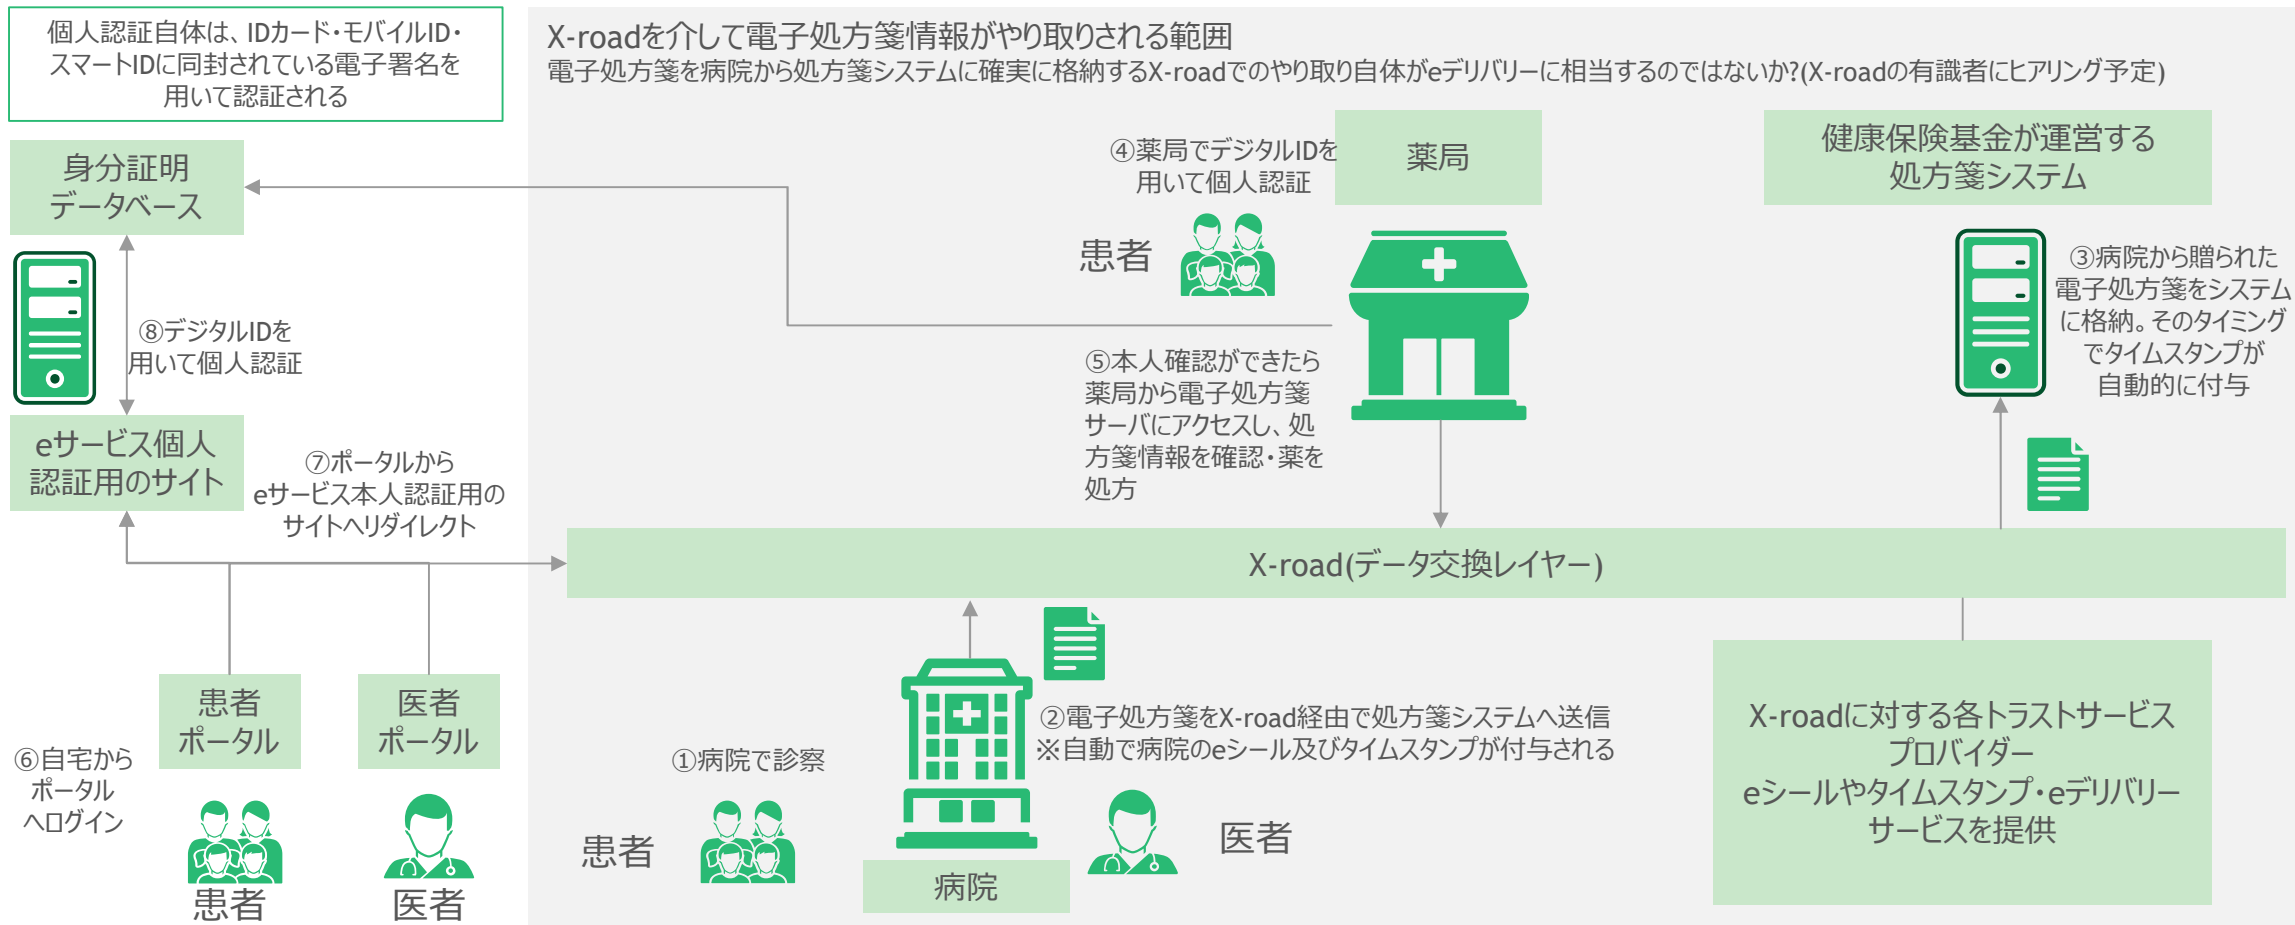 個人認証自体は、IDカード・モバイルID・
スマートIDに同封されている電子署名を
用いて認証される
X-roadを介して電子処方箋情報がやり取りされる範囲
電子処方箋を病院から処方箋システムに確実に格納するX-roadでのやり取り自体がeデリバリーに相当するのではないか?(X-roadの有識者にヒアリング予定)
身分証明
データベース
④薬局でデジタルIDを
用いて個人認証
薬局
健康保険基金が運営する
処方箋システム
患者
③病院から贈られた
電子処方箋をシステム
に格納。そのタイミング
でタイムスタンプが
自動的に付与
⑧デジタルIDを
用いて個人認証
⑤本人確認ができたら
薬局から電子処方箋
サーバにアクセスし、処
方箋情報を確認・薬を
処方
eサービス個人
認証用のサイト
⑦ポータルから
eサービス本人認証用の
サイトへリダイレクト
X-road(データ交換レイヤー)
患者
ポータル
医者
ポータル
⑥自宅から
ポータル
へログイン
患者
医者
①病院で診察
患者
②電子処方箋をX-road経由で処方箋システムへ送信
※自動で病院のeシール及びタイムスタンプが付与される
医者
病院
X-roadに対する各トラストサービス
プロバイダー
eシールやタイムスタンプ・eデリバリー
サービスを提供